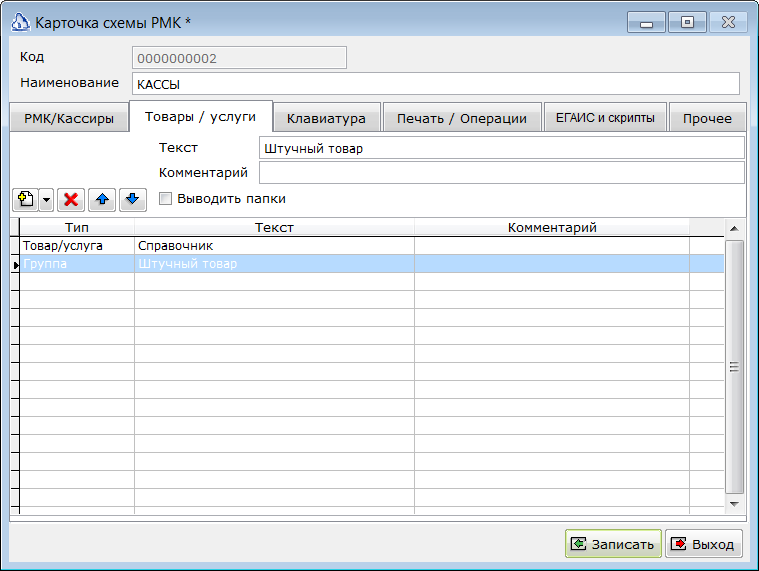 Карточка схемы РМК *
Код 0000000002
Наименование КАССЫ
РМК/Кассиры Товары / услуги Клавиатура Печать / Операции ЕГАИС и скрипты Прочее
Текст Штучный товар
Комментарий
Выводить папки
Тип Текст Комментарий
Товар/услуга Справочник
Группа Штучный товар
Записать Выход